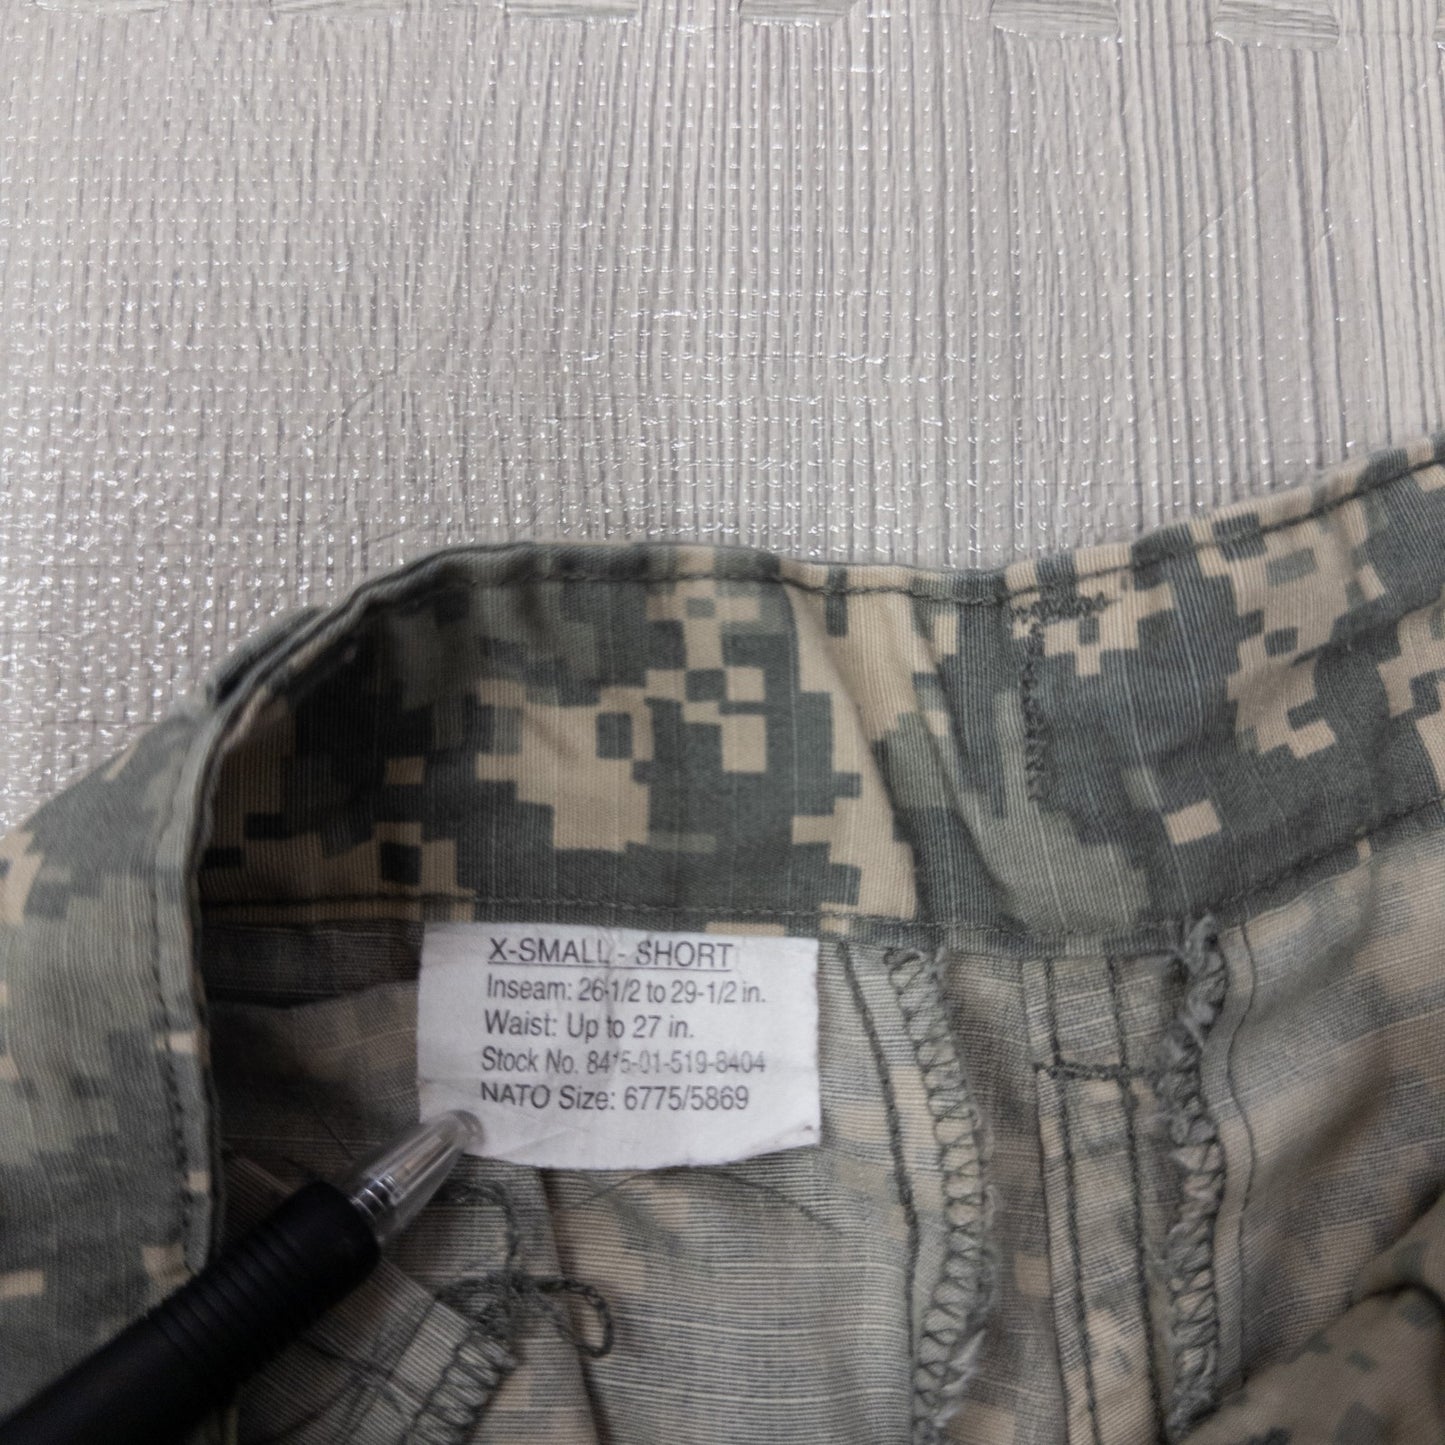 X-SMALL - SHORT
Inseam: 26-1/2 to 29-1/2 in.
Waist: Up to 27 in.
Stock No. 8415-01-519-8404
NATO Size: 6775/5869